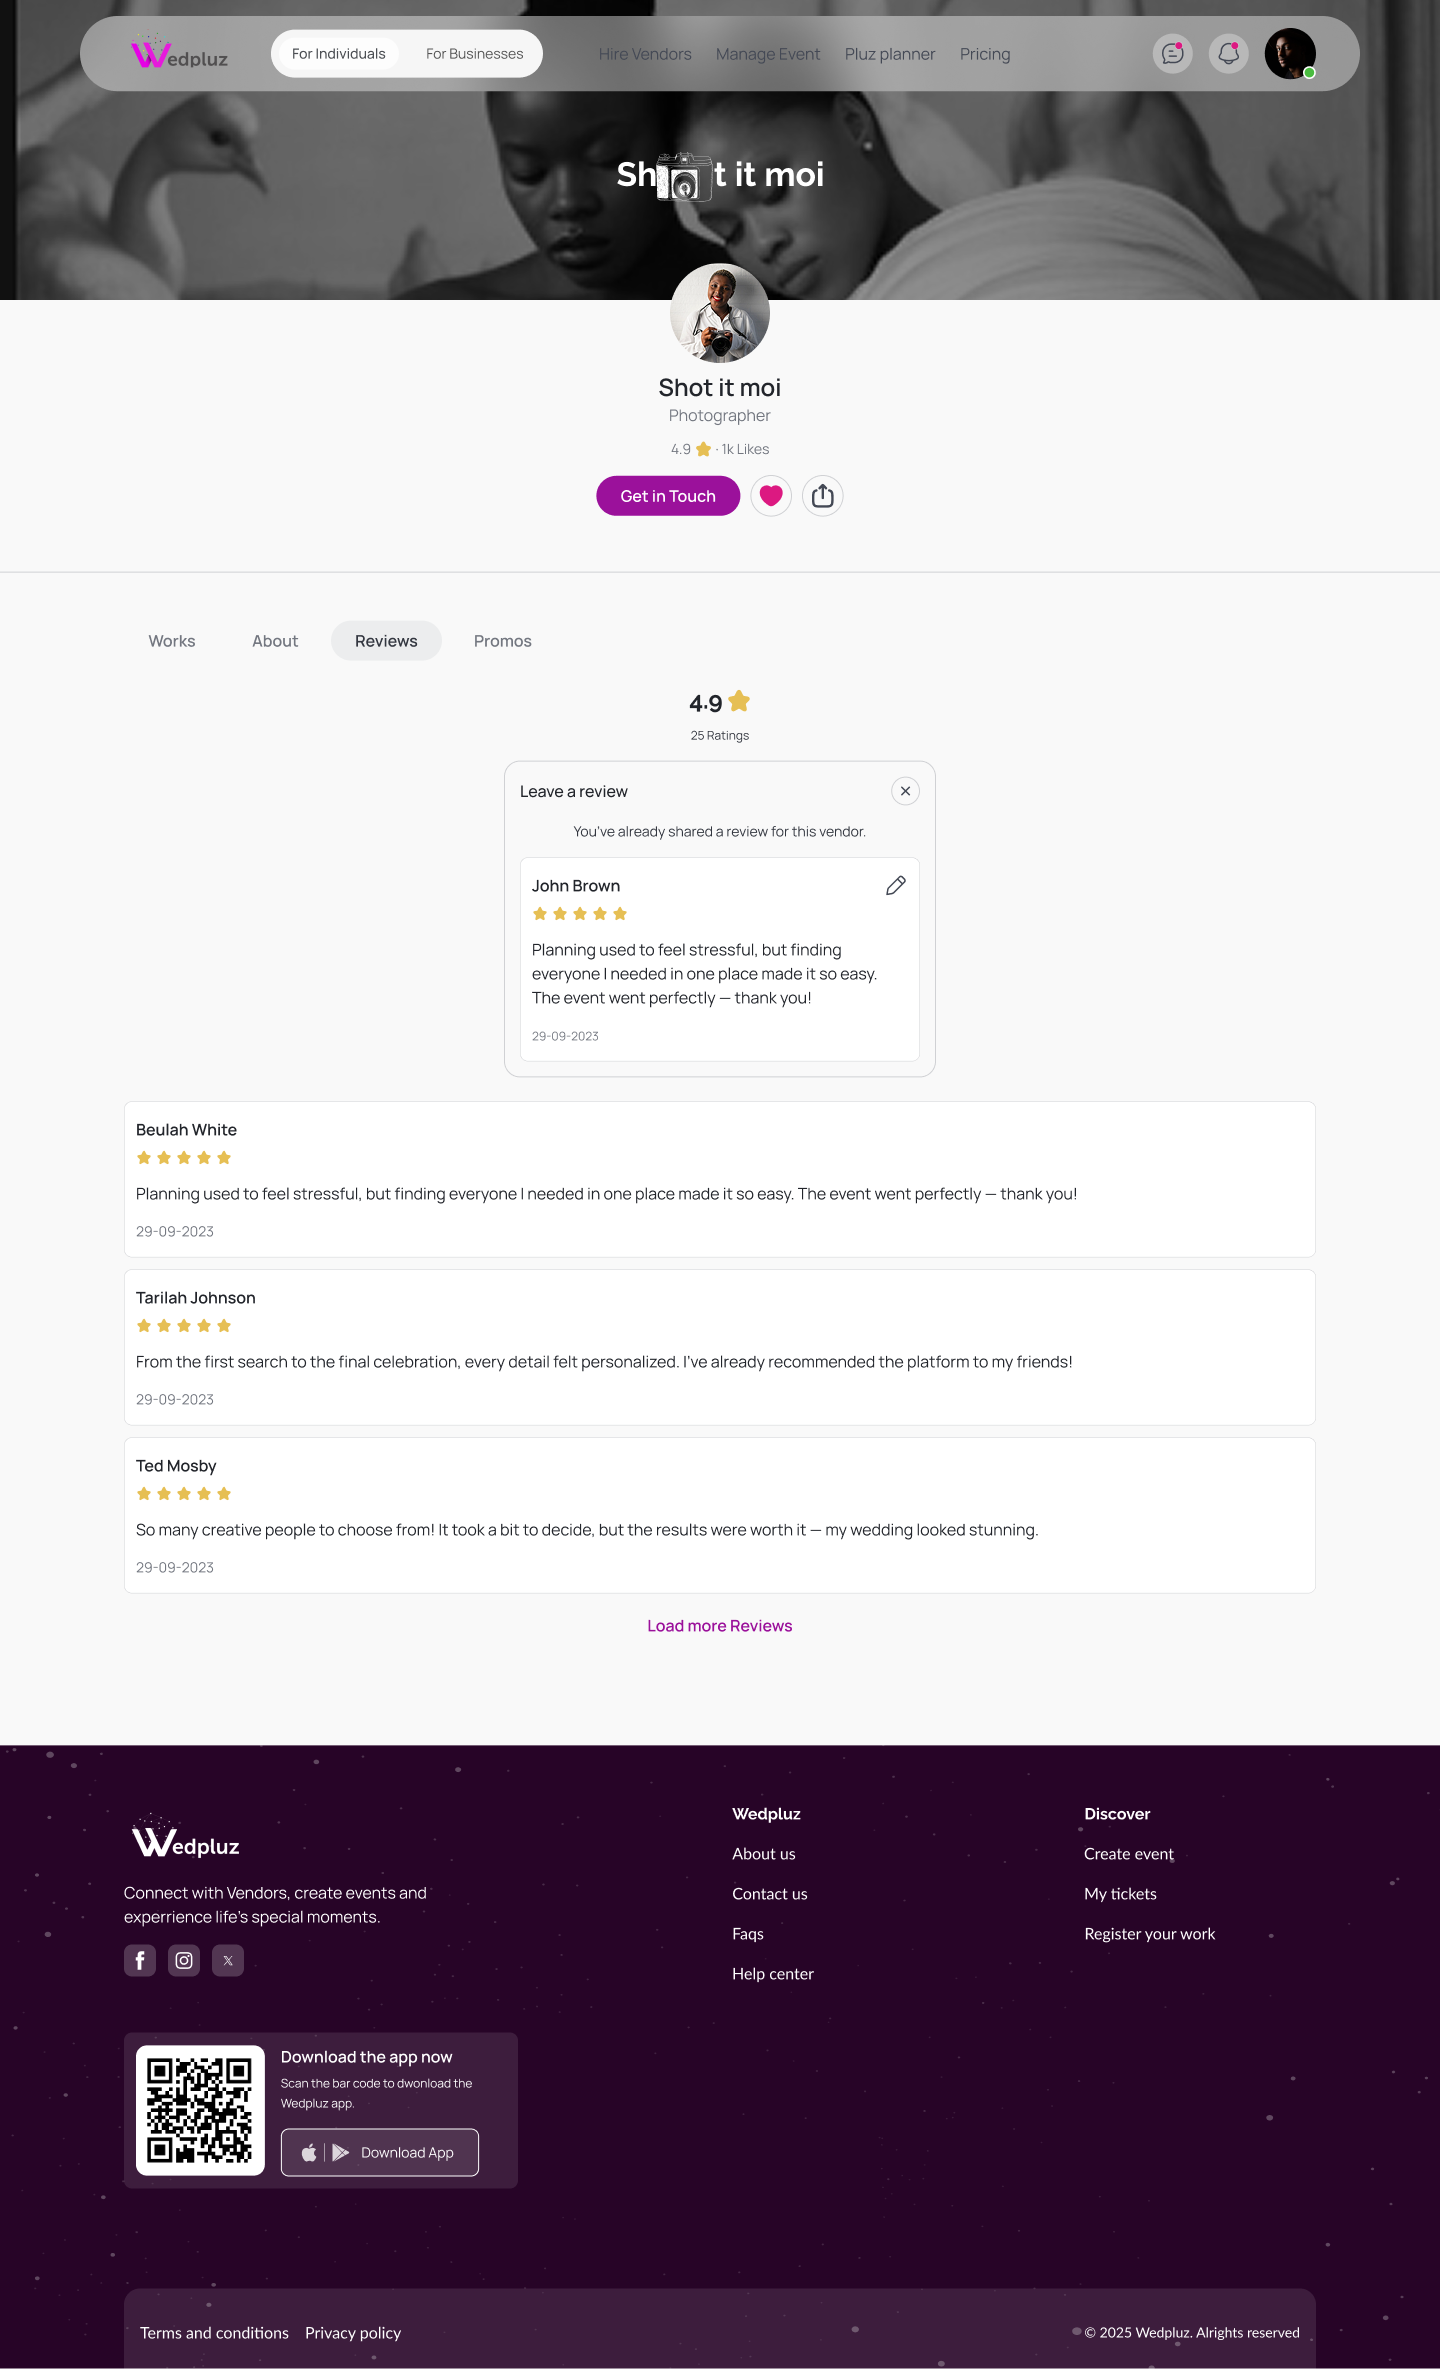 Wedpluz
For Individuals
For Businesses
Hire Vendors
Manage Event
Pluz planner
Pricing
Shot it moi
Shot it moi
Photographer
4.9 · 1k Likes
Get in Touch
Works
About
Reviews
Promos
4.9
25 Ratings
Leave a review
You've already shared a review for this vendor.
John Brown
Planning used to feel stressful, but finding
everyone I needed in one place made it so easy.
The event went perfectly — thank you!
29-09-2023
Beulah White
Planning used to feel stressful, but finding everyone I needed in one place made it so easy. The event went perfectly — thank you!
29-09-2023
Tarilah Johnson
From the first search to the final celebration, every detail felt personalized. I've already recommended the platform to my friends!
29-09-2023
Ted Mosby
So many creative people to choose from! It took a bit to decide, but the results were worth it — my wedding looked stunning.
29-09-2023
Load more Reviews
Wedpluz
Connect with Vendors, create events and
experrience life's special moments.
Wedpluz
About us
Contact us
Faqs
Help center
Discover
Create event
My tickets
Register your work
Download the app now
Scan the bar code to dwonload the
Wedpluz app.
Download App
Terms and conditions
Privacy policy
© 2025 Wedpluz. Alrights reserved